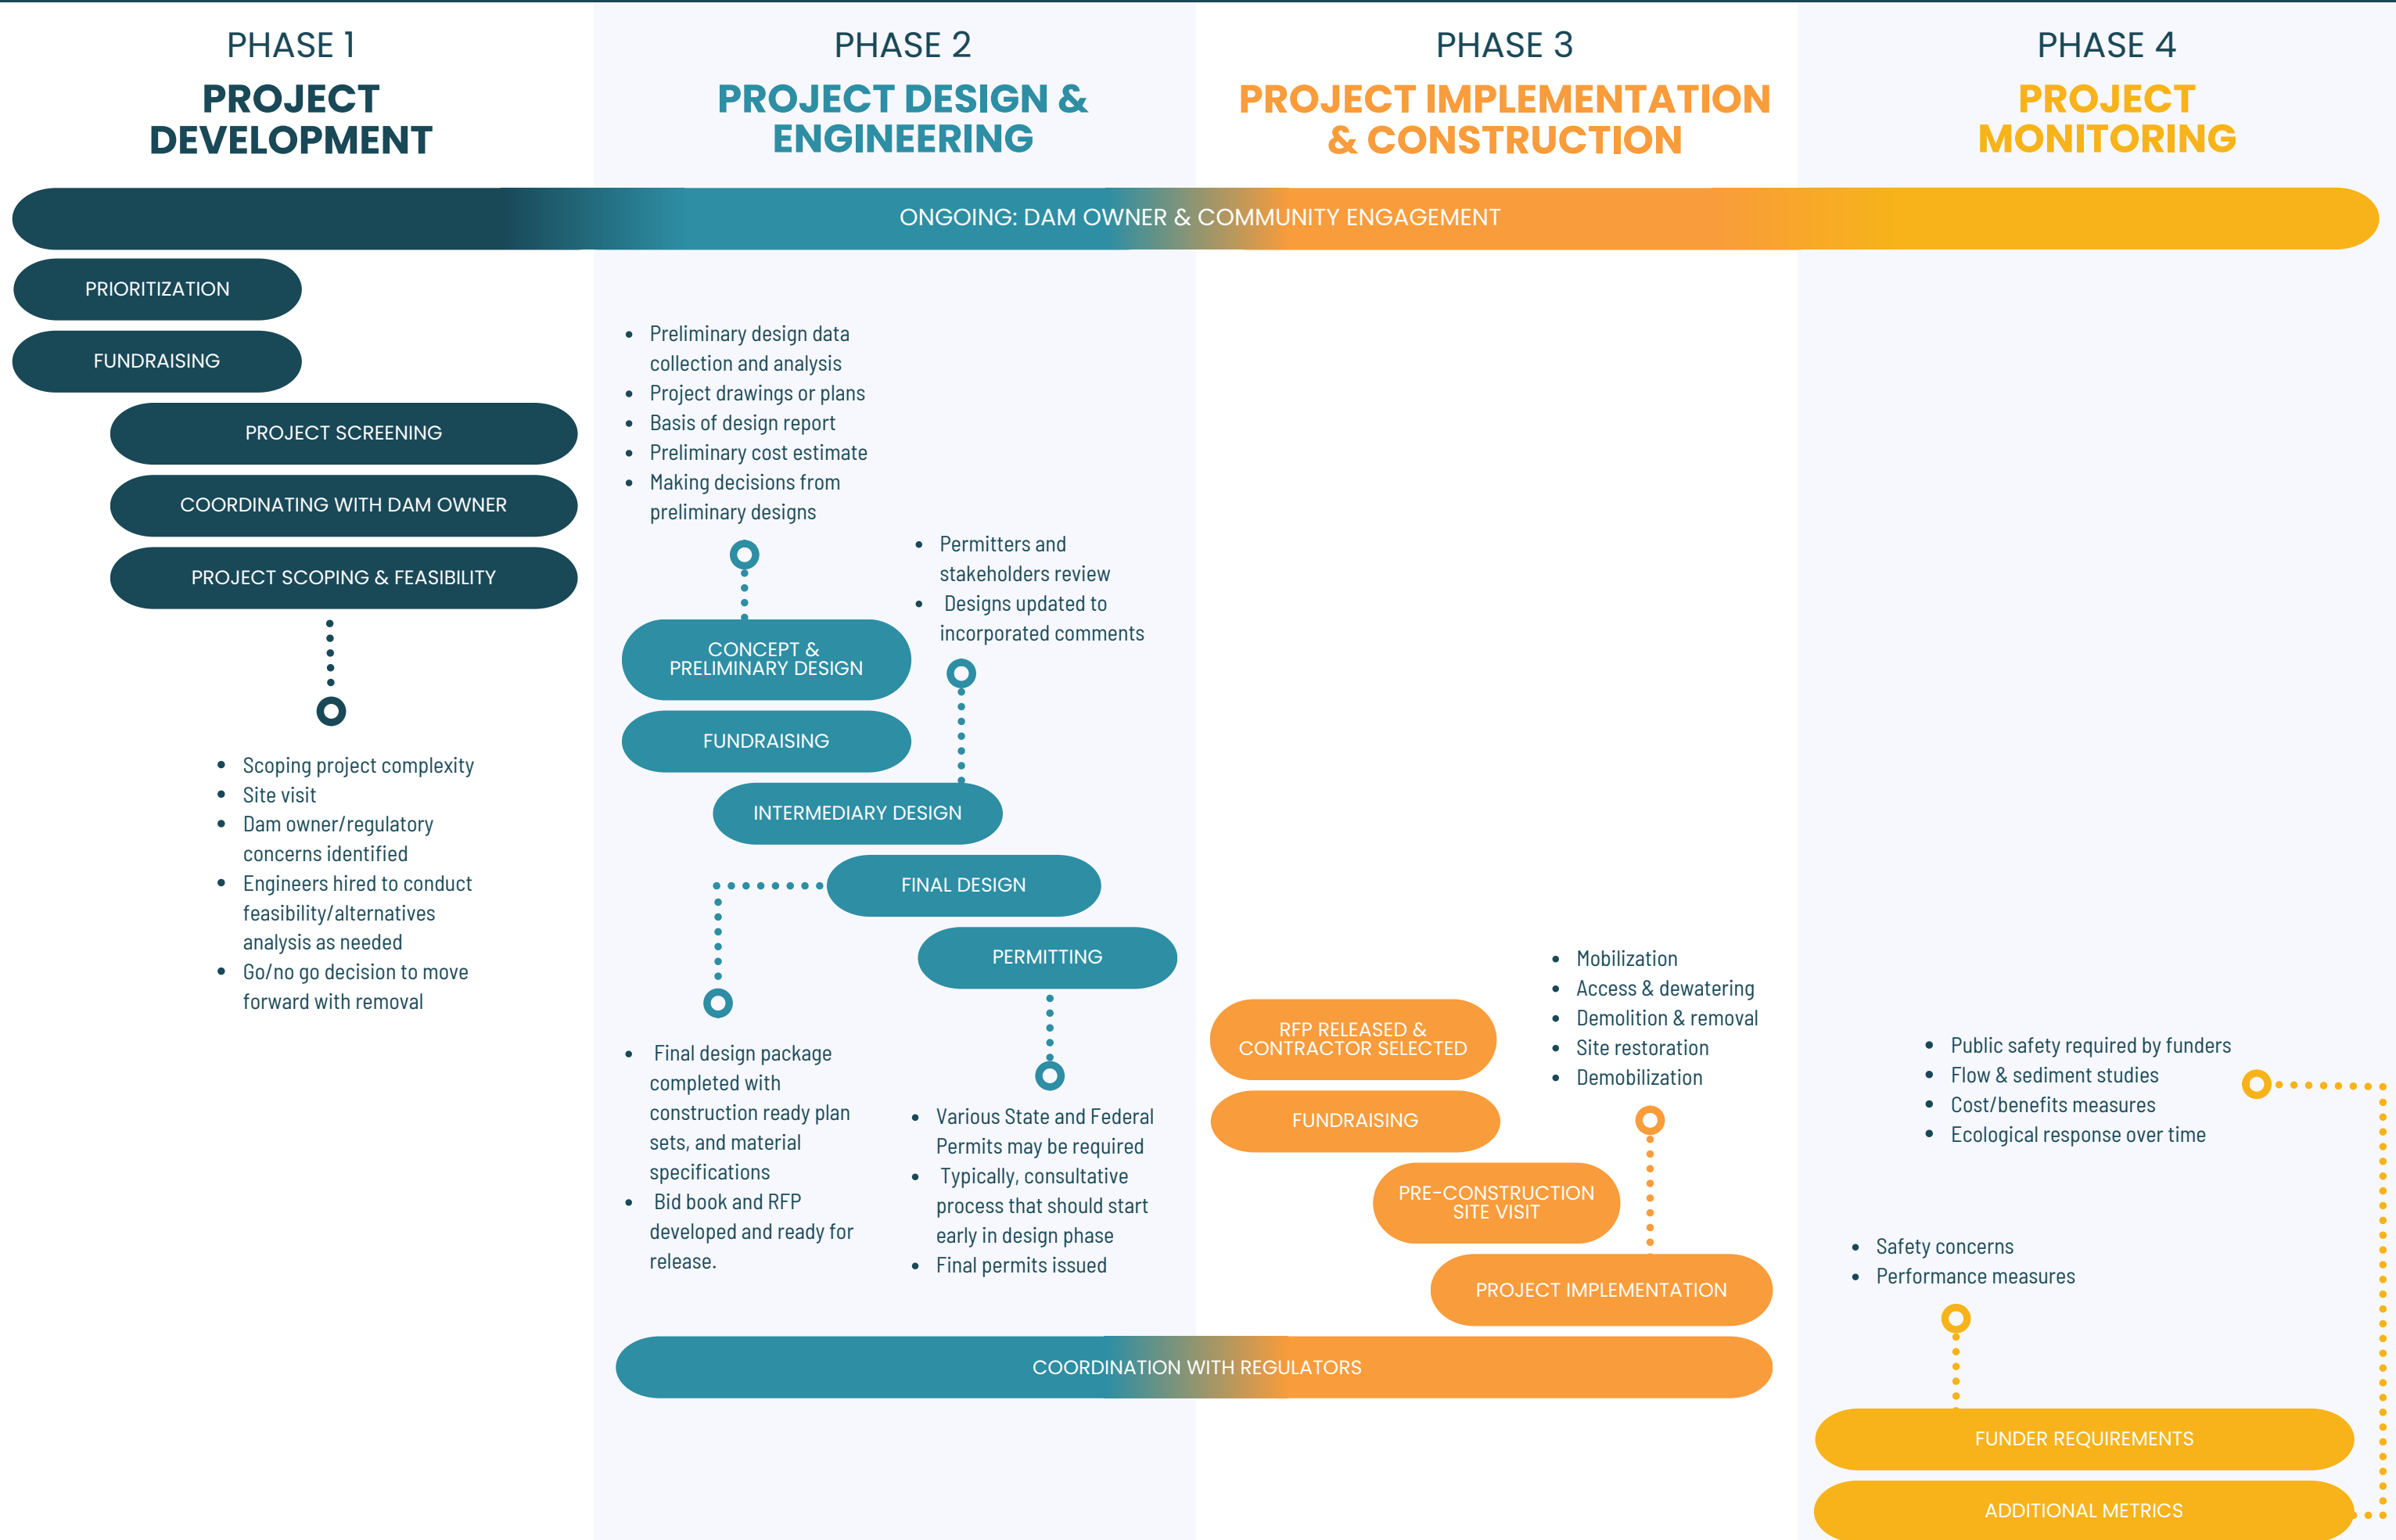 PHASE 1
PROJECT
DEVELOPMENT
PHASE 2
PROJECT DESIGN &
ENGINEERING
PHASE 3
PROJECT IMPLEMENTATION
& CONSTRUCTION
PHASE 4
PROJECT
MONITORING
ONGOING: DAM OWNER & COMMUNITY ENGAGEMENT
PRIORITIZATION
FUNDRAISING
PROJECT SCREENING
COORDINATING WITH DAM OWNER
PROJECT SCOPING & FEASIBILITY
• Scoping project complexity
• Site visit
• Dam owner/regulatory
concerns identified
• Engineers hired to conduct
feasibility/alternatives
analysis as needed
• Go/no go decision to move
forward with removal
• Preliminary design data
collection and analysis
• Project drawings or plans
• Basis of design report
• Preliminary cost estimate
• Making decisions from
preliminary designs
• Permitters and
stakeholders review
• Designs updated to
incorporated comments
CONCEPT &
PRELIMINARY DESIGN
FUNDRAISING
INTERMEDIARY DESIGN
FINAL DESIGN
PERMITTING
• Final design package
completed with
construction ready plan
sets, and material
specifications
• Bid book and RFP
developed and ready for
release.
• Various State and Federal
Permits may be required
• Typically, consultative
process that should start
early in design phase
• Final permits issued
• Mobilization
• Access & dewatering
• Demolition & removal
• Site restoration
• Demobilization
RFP RELEASED &
CONTRACTOR SELECTED
FUNDRAISING
PRE-CONSTRUCTION
SITE VISIT
PROJECT IMPLEMENTATION
COORDINATION WITH REGULATORS
• Public safety required by funders
• Flow & sediment studies
• Cost/benefits measures
• Ecological response over time
• Safety concerns
• Performance measures
FUNDER REQUIREMENTS
ADDITIONAL METRICS